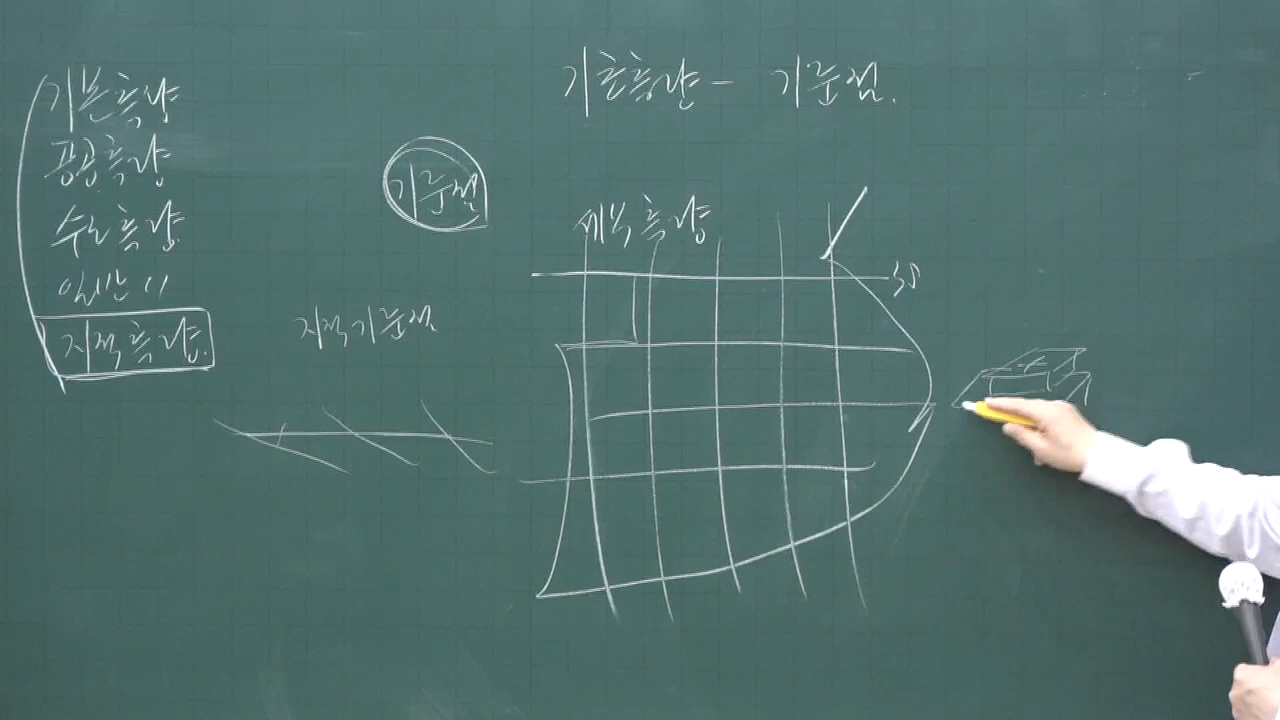 기초측량 - 기준점.
기본측량
공공측량
수로측량
일반 〃
지적측량.
기준점
지적기준점
세부측량